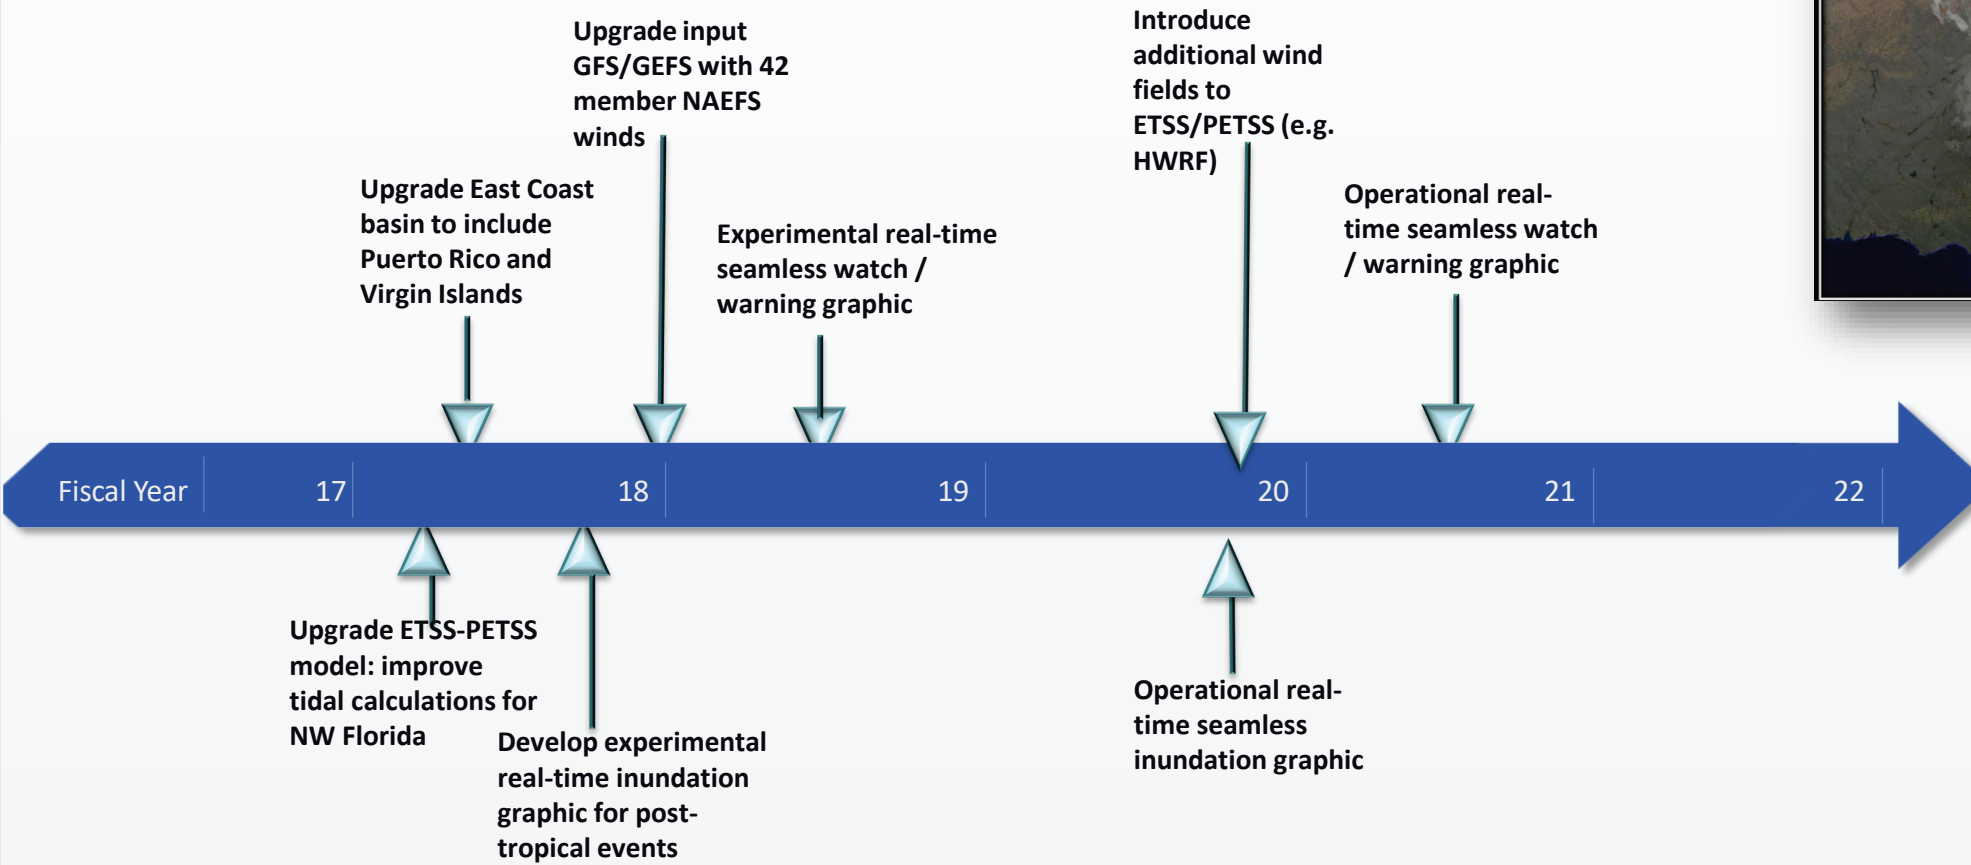 Upgrade input
GFS/GEFS with 42
member NAEFS
winds
Introduce
additional wind
fields to
ETSS/PETSS (e.g.
HWRF)
Upgrade East Coast
basin to include
Puerto Rico and
Virgin Islands
Experimental real-time
seamless watch /
warning graphic
Operational real-
time seamless watch
/ warning graphic
Fiscal Year 17 18 19 20 21 22
Upgrade ETSS-PETSS
model: improve
tidal calculations for
NW Florida
Develop experimental
real-time inundation
graphic for post-
tropical events
Operational real-
time seamless
inundation graphic